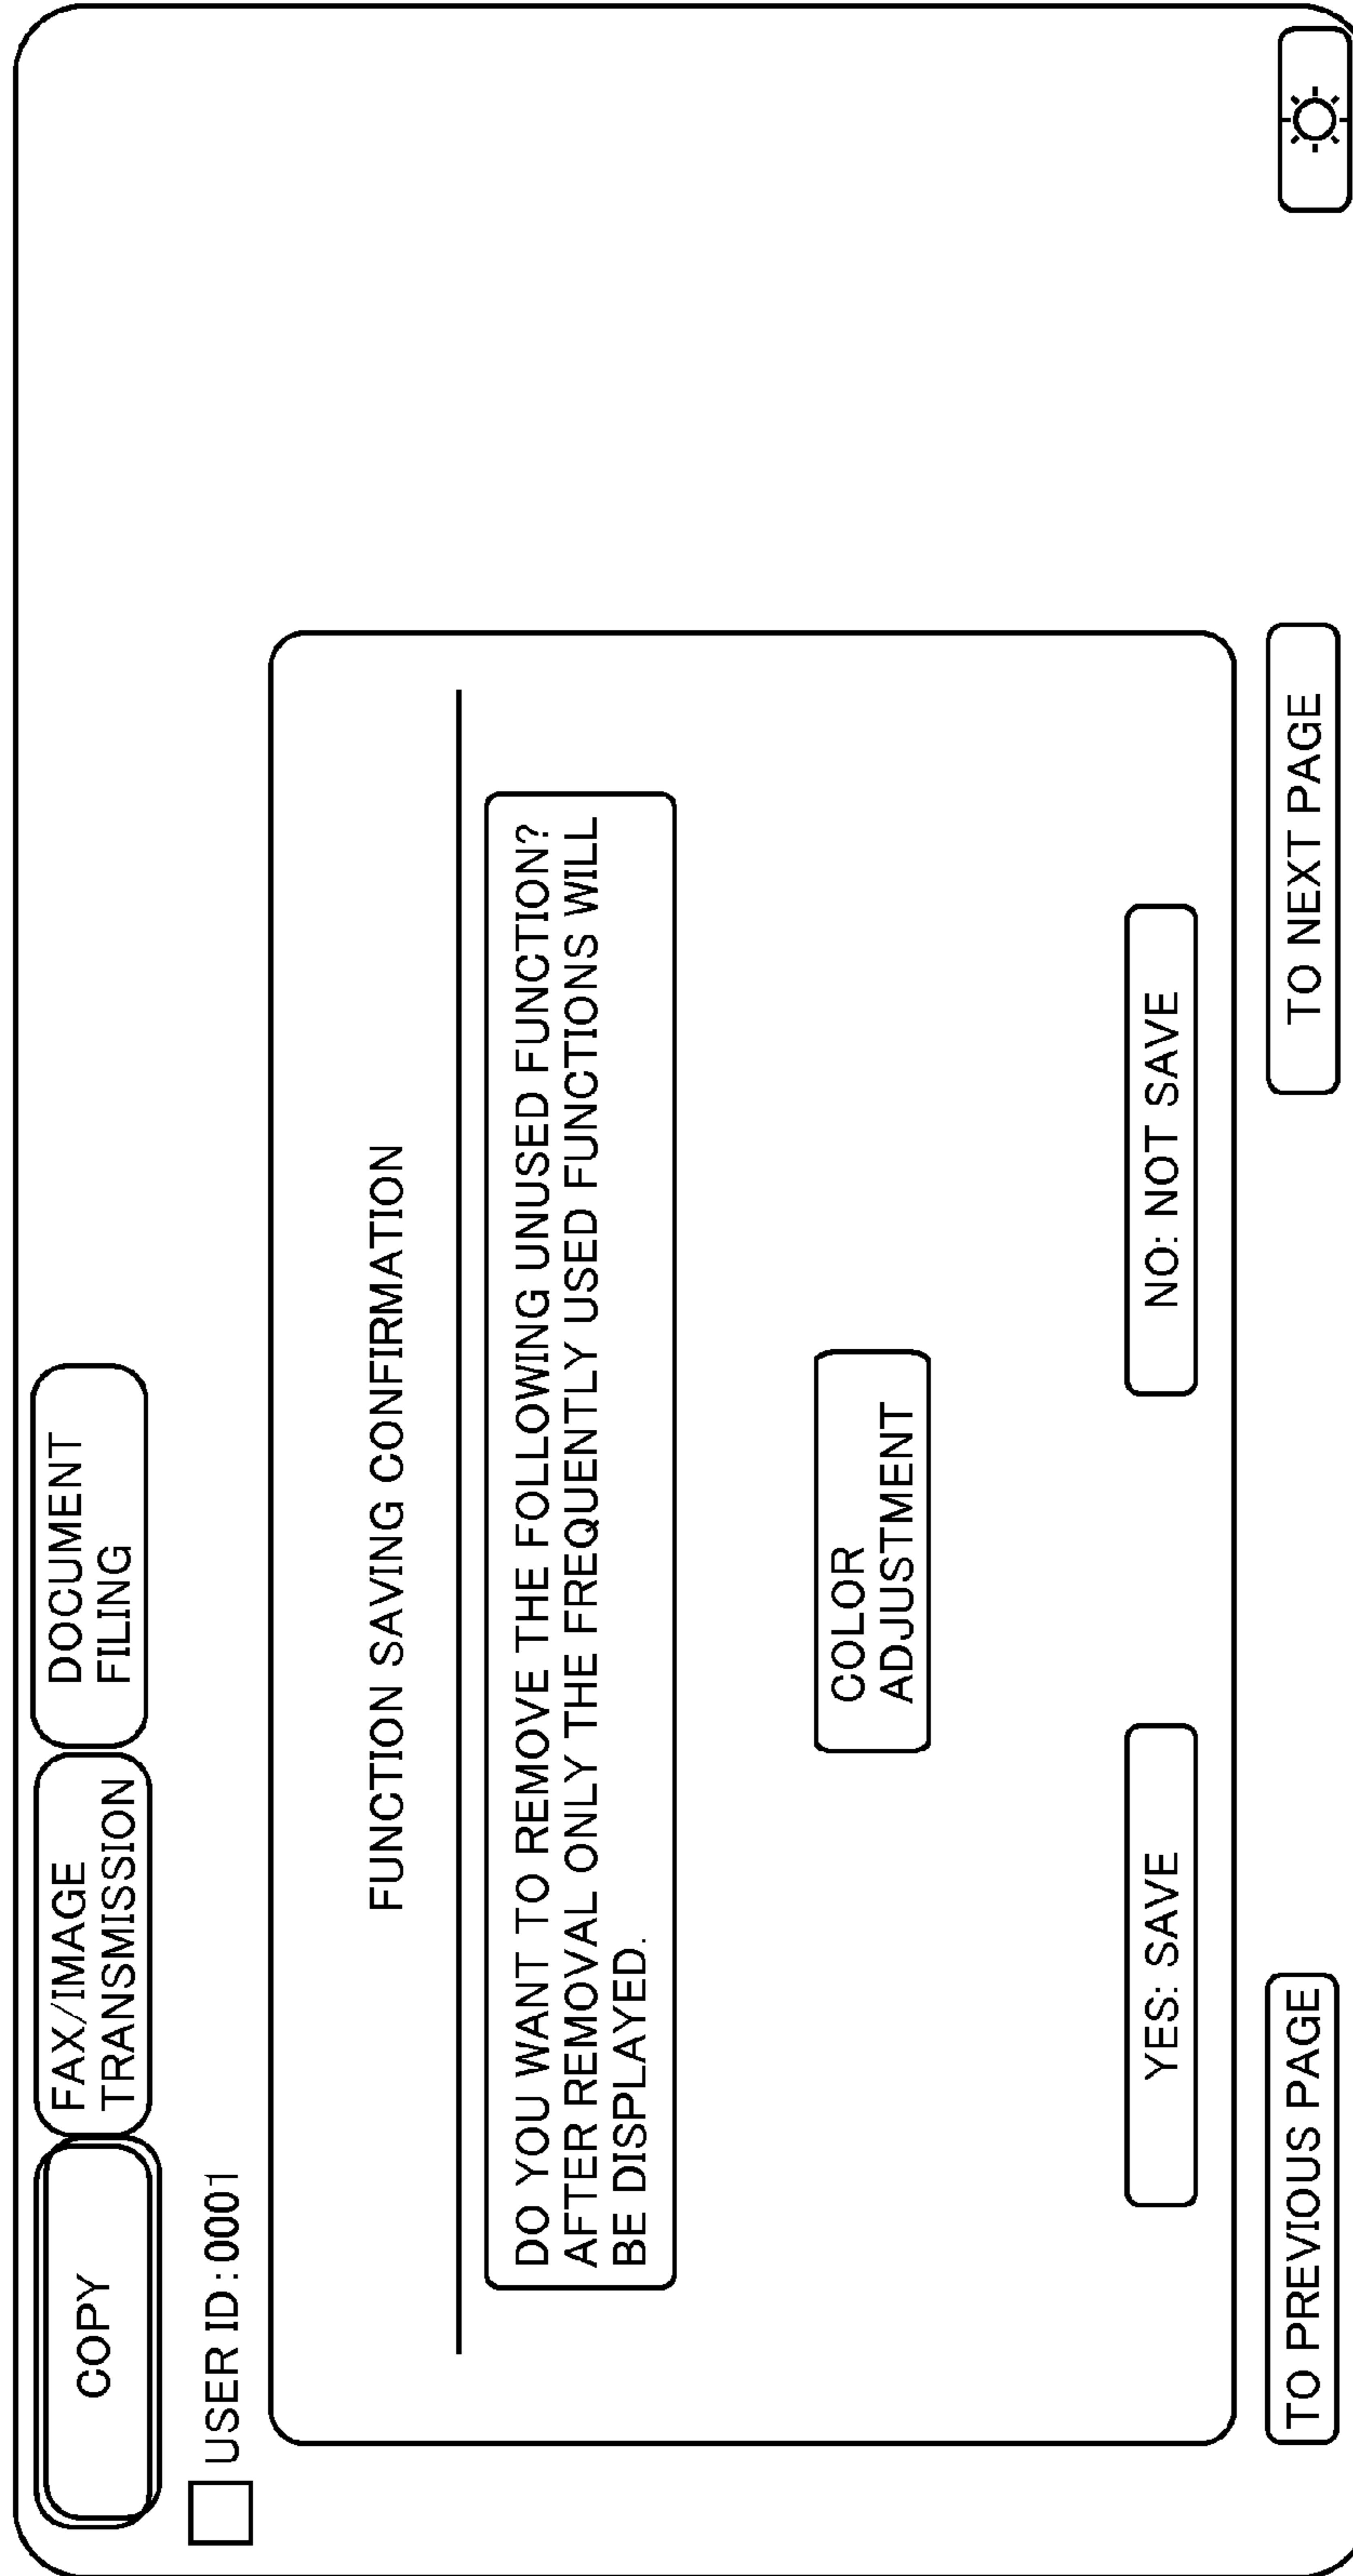 COPY
FAX/IMAGE
TRANSMISSION
DOCUMENT
FILING
USER ID:0001
FUNCTION SAVING CONFIRMATION
DO YOU WANT TO REMOVE THE FOLLOWING UNUSED FUNCTION?
AFTER REMOVAL ONLY THE FREQUENTLY USED FUNCTIONS WILL
BE DISPLAYED.
COLOR
ADJUSTMENT
YES: SAVE
NO: NOT SAVE
TO PREVIOUS PAGE
TO NEXT PAGE